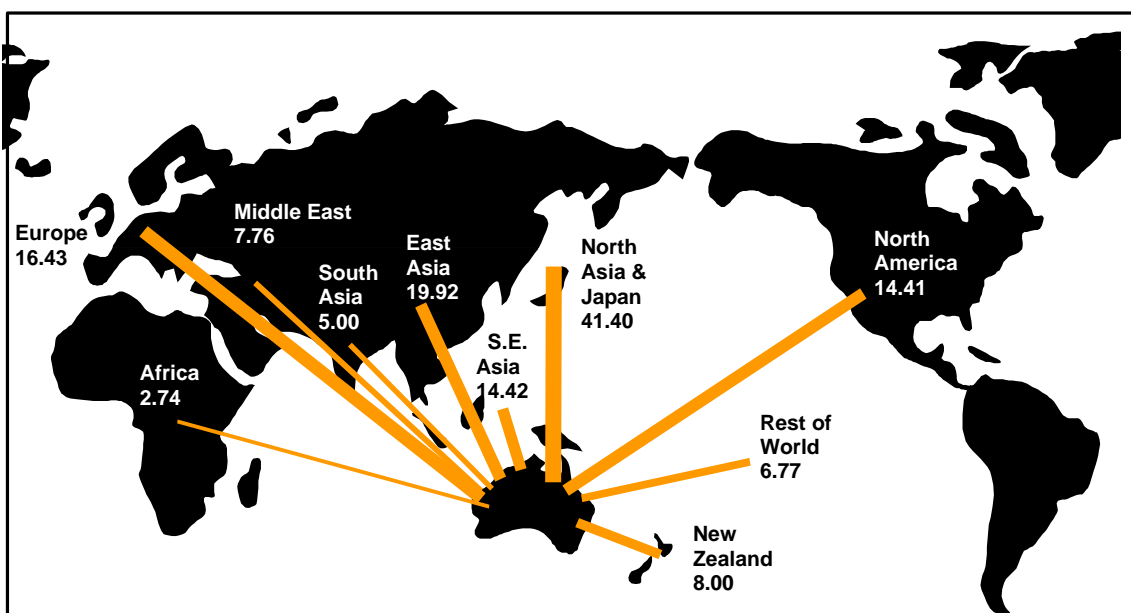 Europe
16.43
Middle East
7.76
South
Asia
5.00
East
Asia
19.92
North
Asia &
Japan
41.40
North
America
14.41
S.E.
Asia
14.42
Africa
2.74
Rest of
World
6.77
New
Zealand
8.00